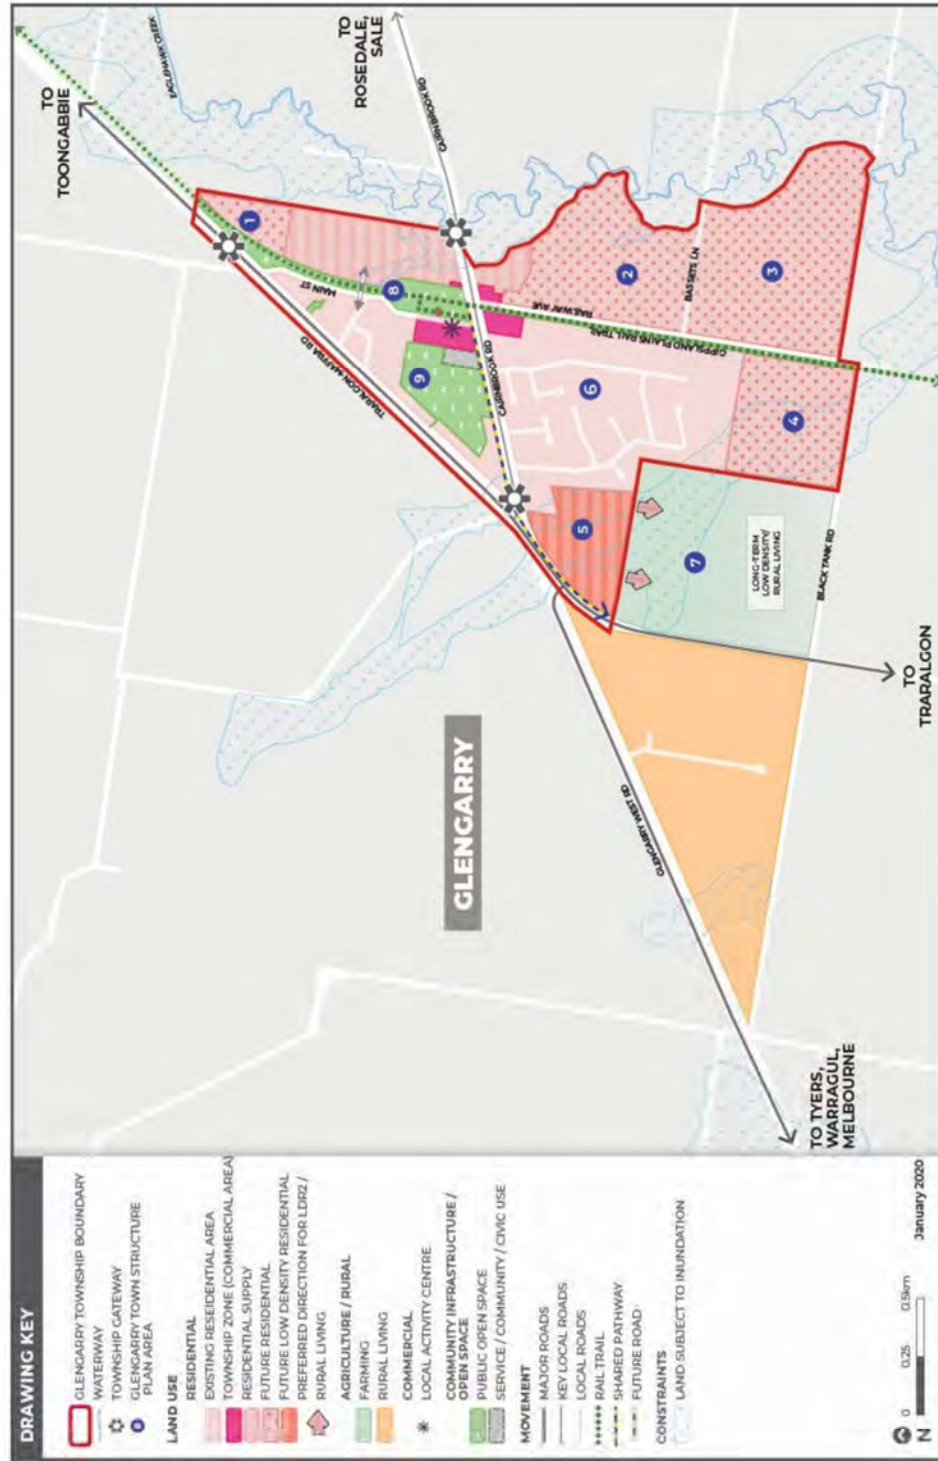 DRAWING KEY
GLENGARRY TOWNSHIP BOUNDARY
WATERWAY
TOWNSHIP GATEWAY
8
GLENGARRY TOWN STRUCTURE
PLAN AREA
LAND USE
RESIDENTIAL
EXISTING RESEIDENTIAL AREA
TOWNSHIP ZONE (COMMERCIAL AREA)
RESIDENTIAL SUPPLY
FUTURE RESIDENTIAL
FUTURE LOW DENSITY RESIDENTIAL
PREFERRED DIRECTION FOR LDR2 /
RURAL LIVING
AGRICULTURE / RURAL
FARMING
RURAL LIVING
COMMERCIAL
LOCAL ACTIVITY CENTRE
COMMUNITY INFRASTRUCTURE /
OPEN SPACE
PUBLIC OPEN SPACE
SERVICE / COMMUNITY / CIVIC USE
MOVEMENT
MAJOR ROADS
KEY LOCAL ROADS
LOCAL ROADS
RAIL TRAIL
SHARED PATHWAY
FUTURE ROAD
CONSTRAINTS
LAND SUBJECT TO INUNDATION
N
0 0.25 0.5km
January 2020
TO
TOONGABBIE
EAGLEHAWK CREEK
TO
ROSEDALE,
SALE
CAIRNBROOK RD
1
MAIN ST
8
TRARALGON-MAFFRA RD
9
CAIRNBROOK RD
RAILWAY AVE
GIPPSLAND PLAINS RAIL TRAIL
2
BASSETS LN
3
6
4
5
7
LONG-TERM
LOW DENSITY/
RURAL LIVING
BLACK TANK RD
GLENGARRY
GLENGARRY WEST RD
TO
TRARALGON
TO TYERS,
WARRAGUL,
MELBOURNE